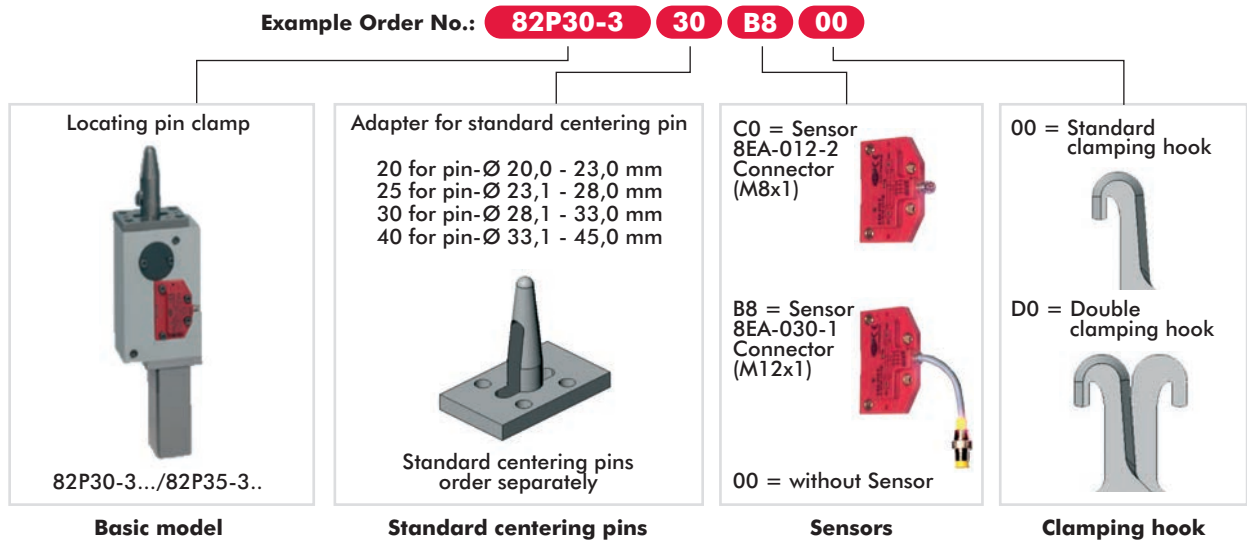 Example Order No.: 82P30-3 30 B8 00
Locating pin clamp
82P30-3.../82P35-3..
Basic model
Adapter for standard centering pin
20 for pin-Ø 20,0 - 23,0 mm
25 for pin-Ø 23,1 - 28,0 mm
30 for pin-Ø 28,1 - 33,0 mm
40 for pin-Ø 33,1 - 45,0 mm
Standard centering pins
order separately
Standard centering pins
C0 = Sensor
8EA-012-2
Connector
(M8x1)
B8 = Sensor
8EA-030-1
Connector
(M12x1)
00 = without Sensor
Sensors
00 = Standard
clamping hook
D0 = Double
clamping hook
Clamping hook